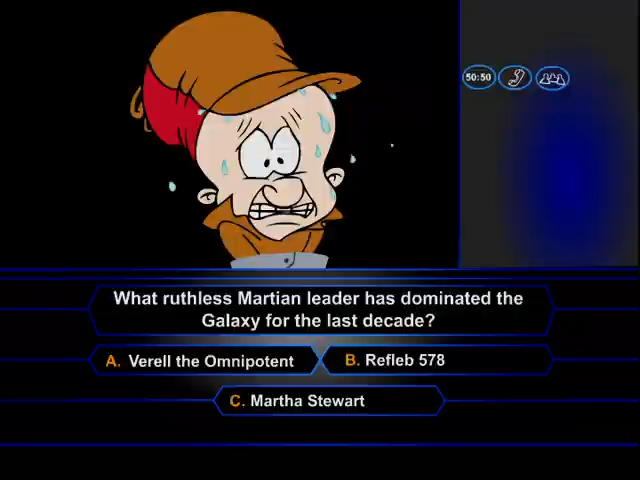 50:50
What ruthless Martian leader has dominated the
Galaxy for the last decade?
A. Verell the Omnipotent
B. Refleb 578
C. Martha Stewart